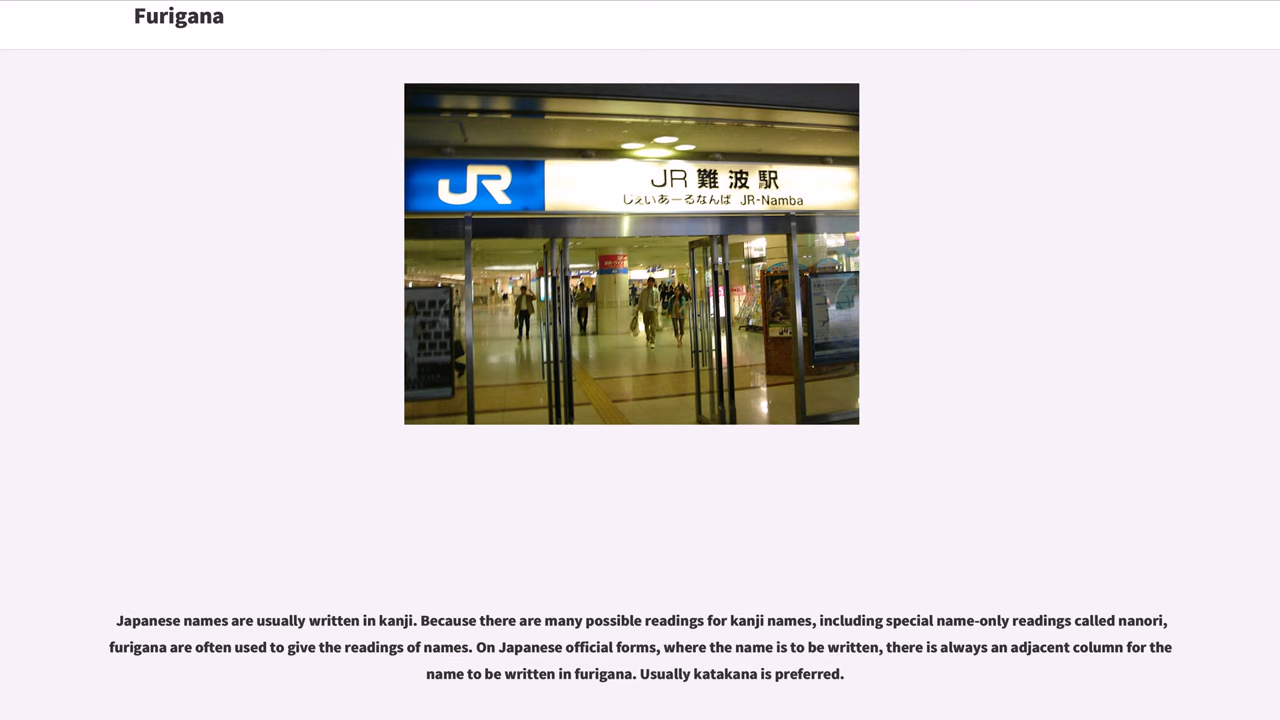 Furigana
JR
JR 難波駅
じぇいあーるなんば JR-Namba
Japanese names are usually written in kanji. Because there are many possible readings for kanji names, including special name-only readings called nanori,
furigana are often used to give the readings of names. On Japanese official forms, where the name is to be written, there is always an adjacent column for the
name to be written in furigana. Usually katakana is preferred.